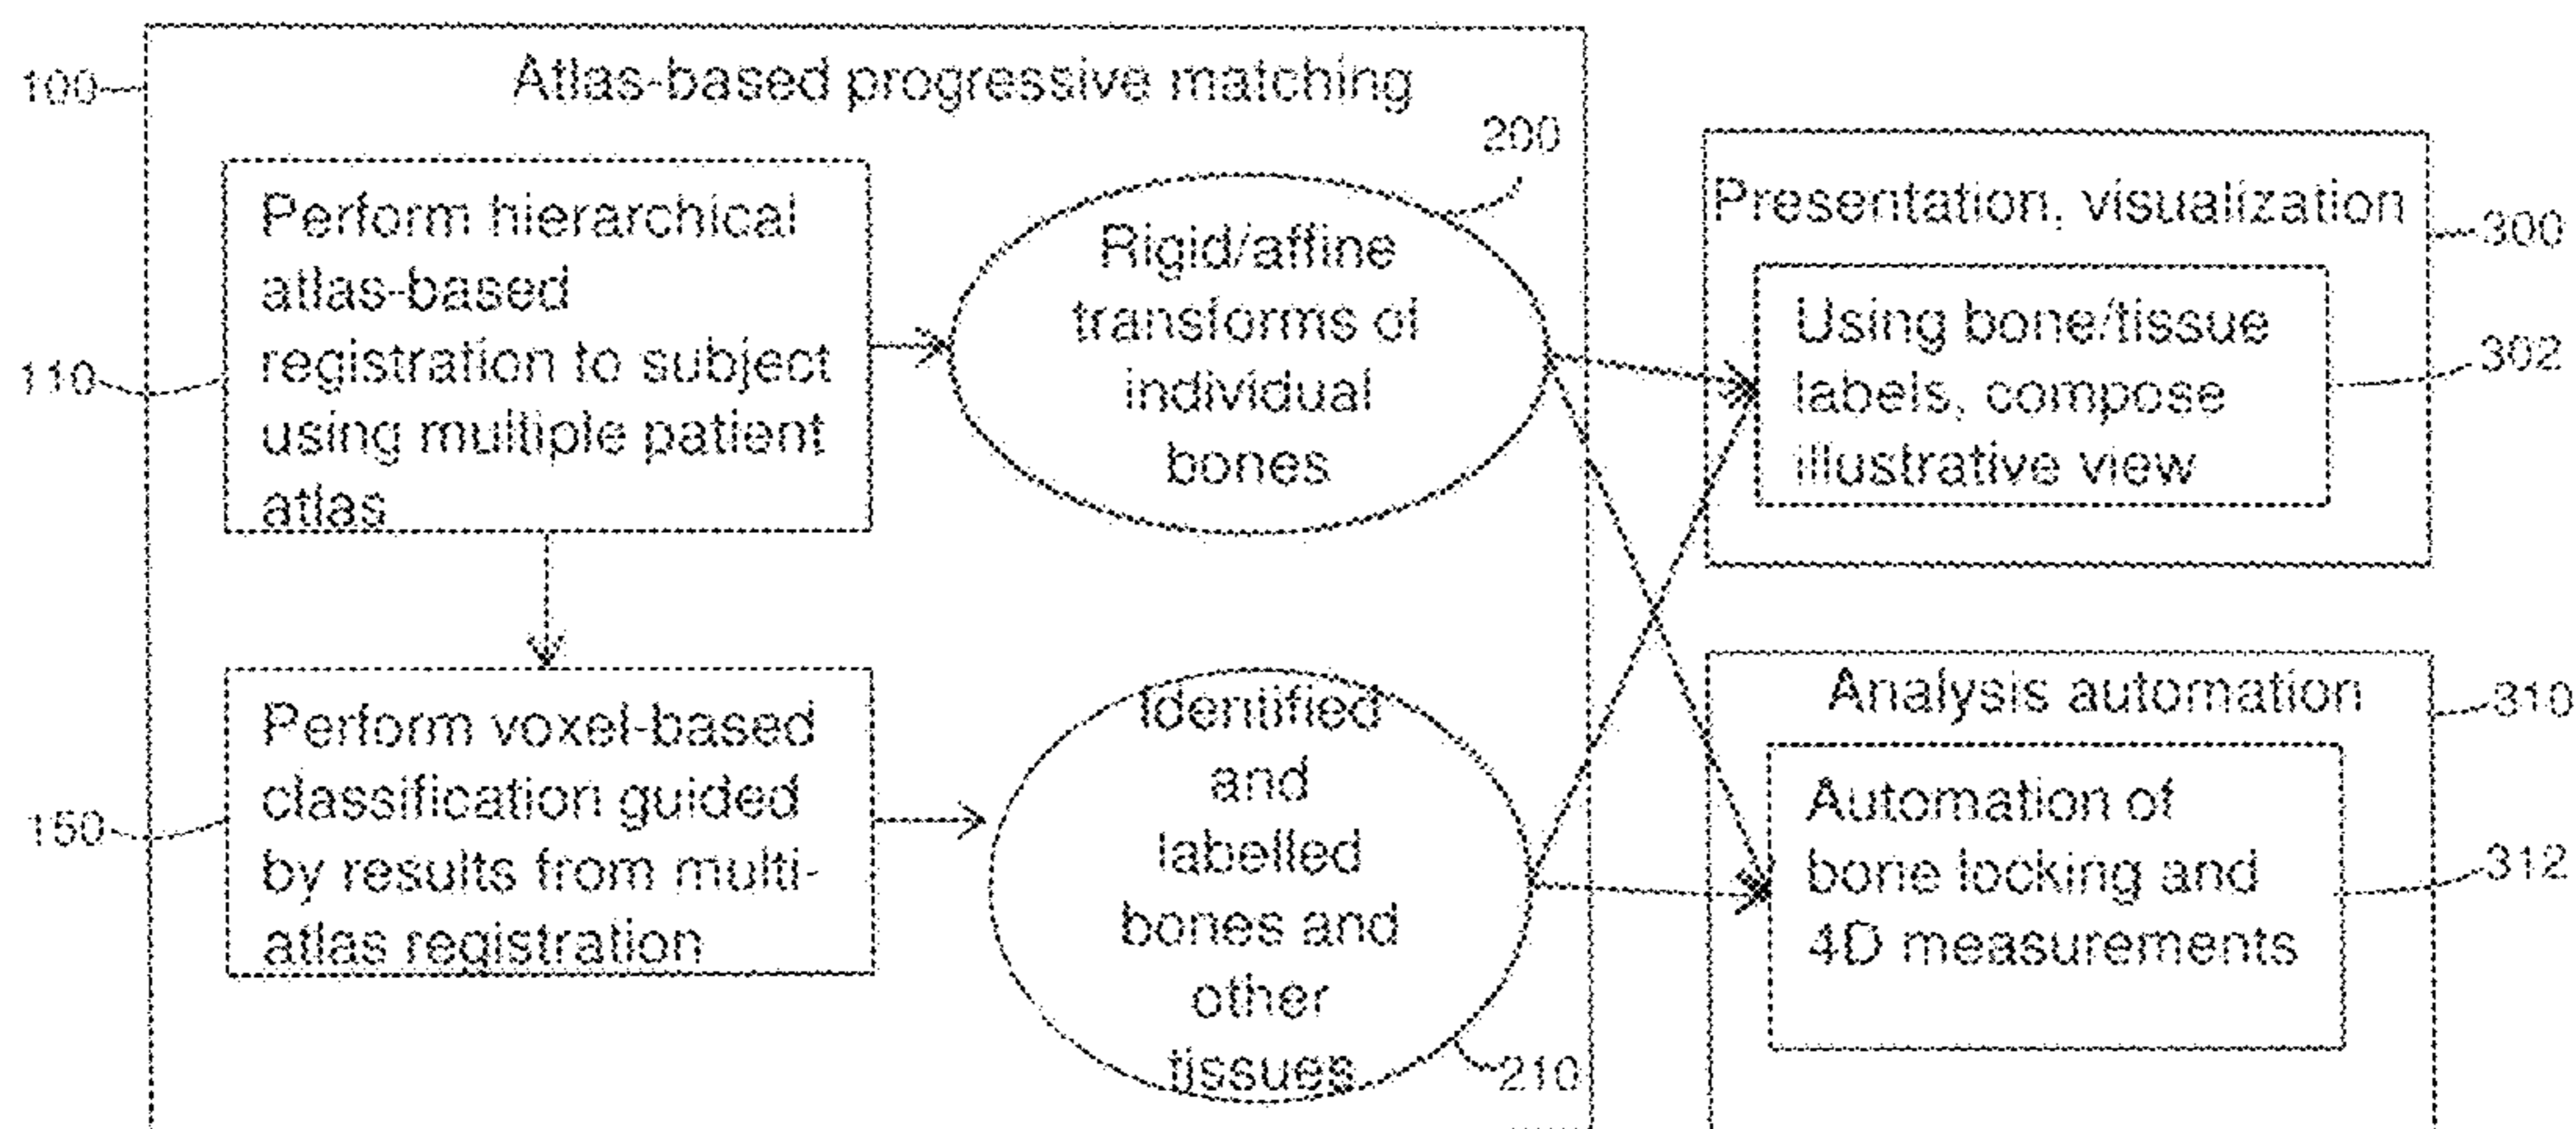 100
Atlas-based progressive matching
200
110
Perform hierarchical
atlas-based
registration to subject
using multiple patient
atlas
Rigid/affine
transforms of
individual
bones
Presentation, visualization
300
Using bone/tissue
labels, compose
illustrative view
302
150
Perform voxel-based
classification guided
by results from multi-
atlas registration
Identified
and
labelled
bones and
other
tissues
210
Analysis automation
310
Automation of
bone locking and
4D measurements
312